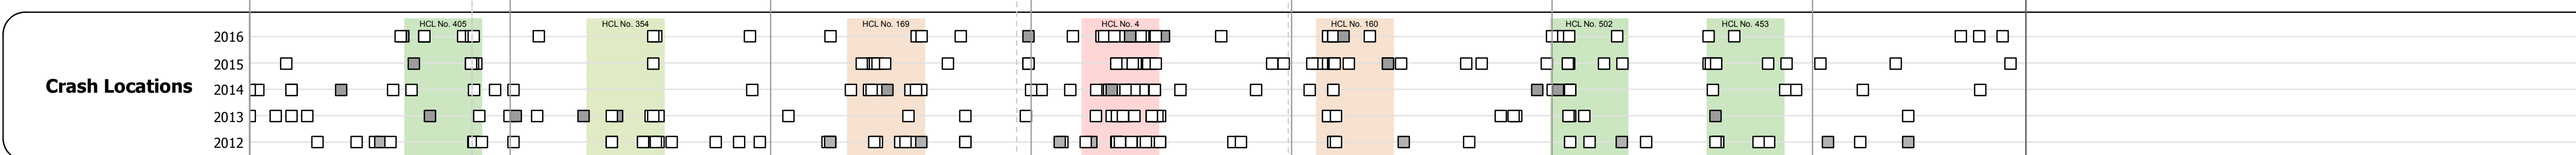 HCL No. 405 HCL No. 354 HCL No. 169 HCL No. 4 HCL No. 160 HCL No. 502 HCL No. 453
2016
2015
Crash Locations 2014
2013
2012